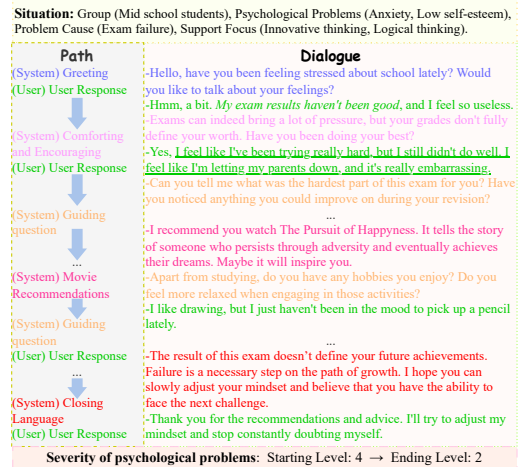 Situation: Group (Mid school students), Psychological Problems (Anxiety, Low self-esteem),
Problem Cause (Exam failure), Support Focus (Innovative thinking, Logical thinking).
Path
(System) Greeting
(User) User Response
(System) Comforting
and Encouraging
(User) User Response
(System) Guiding
question
...
(System) Movie
Recommendations
(System) Guiding
question
(User) User Response
...
(System) Closing
Language
(User) User Response
Dialogue
-Hello, have you been feeling stressed about school lately? Would
you like to talk about your feelings?
-Hmm, a bit. My exam results haven't been good, and I feel so useless.
-Exams can indeed bring a lot of pressure, but your grades don't fully
define your worth. Have you been doing your best?
-Yes, I feel like I've been trying really hard, but I still didn't do well. I
feel like I'm letting my parents down, and it's really embarrassing.
-Can you tell me what was the hardest part of this exam for you? Have
you noticed anything you could improve on during your revision?
...
-I recommend you watch The Pursuit of Happyness. It tells the story
of someone who persists through adversity and eventually achieves
their dreams. Maybe it will inspire you.
-Apart from studying, do you have any hobbies you enjoy? Do you
feel more relaxed when engaging in those activities?
-I like drawing, but I just haven't been in the mood to pick up a pencil
lately.
...
-The result of this exam doesn't define your future achievements.
Failure is a necessary step on the path of growth. I hope you can
slowly adjust your mindset and believe that you have the ability to
face the next challenge.
-Thank you for the recommendations and advice. I'll try to adjust my
mindset and stop constantly doubting myself.
Severity of psychological problems: Starting Level: 4 → Ending Level: 2